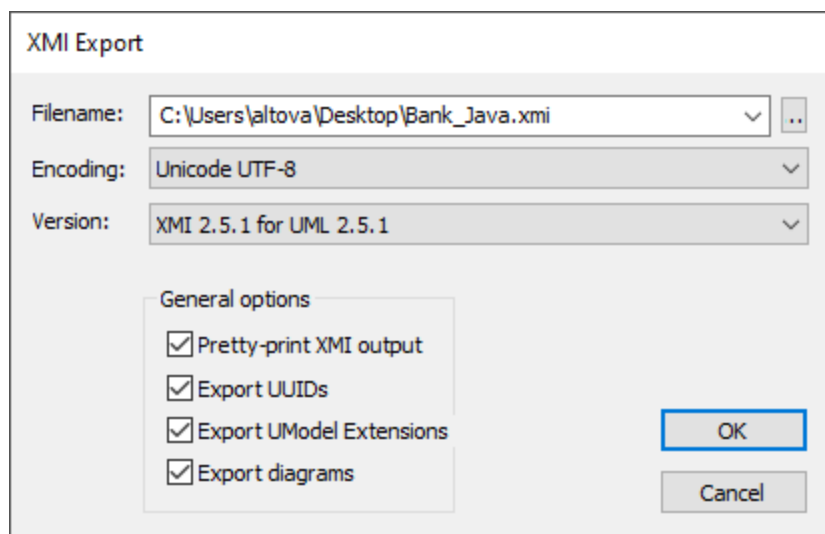 XMI Export
Filename: C:\Users\altova\Desktop\Bank_Java.xmi ..
Encoding: Unicode UTF-8
Version: XMI 2.5.1 for UML 2.5.1
General options
Pretty-print XMI output
Export UUIDs
Export UModel Extensions
Export diagrams
OK
Cancel